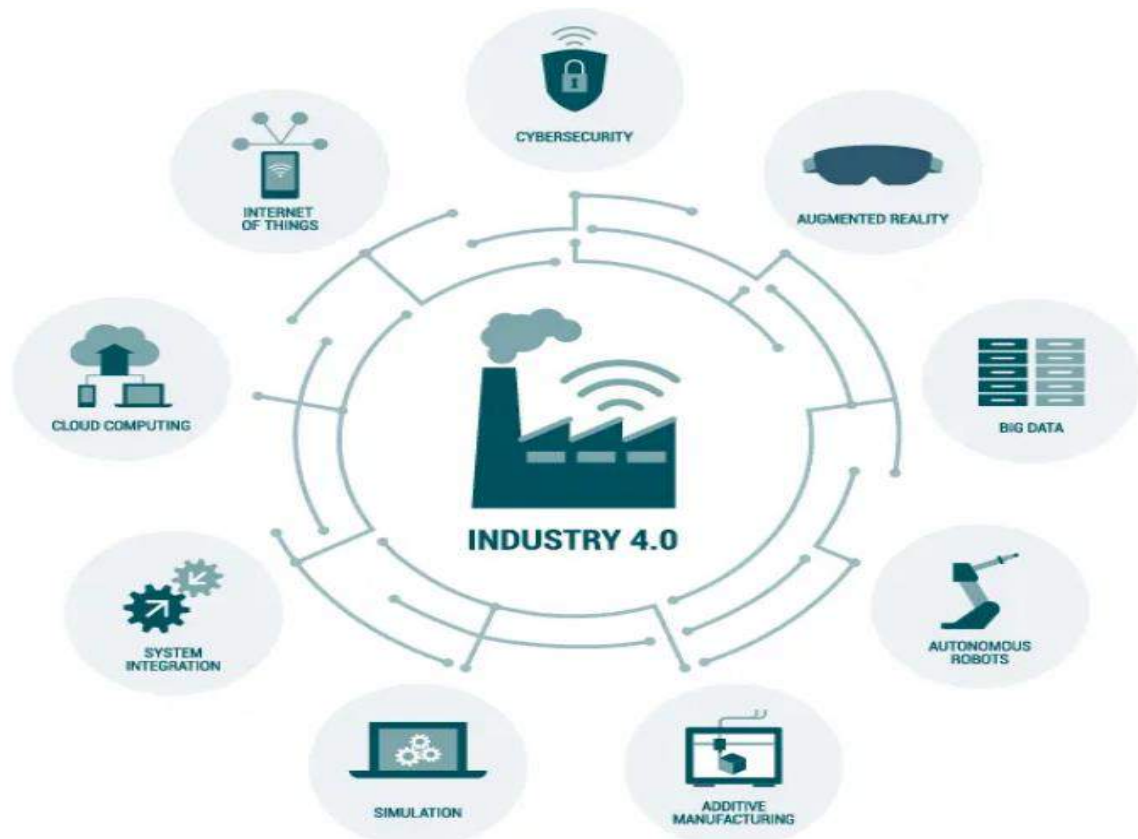 CYBERSECURITY
INTERNET
OF THINGS
AUGMENTED REALITY
CLOUD COMPUTING
BIG DATA
INDUSTRY 4.0
SYSTEM
INTEGRATION
AUTONOMOUS
ROBOTS
SIMULATION
ADDITIVE
MANUFACTURING